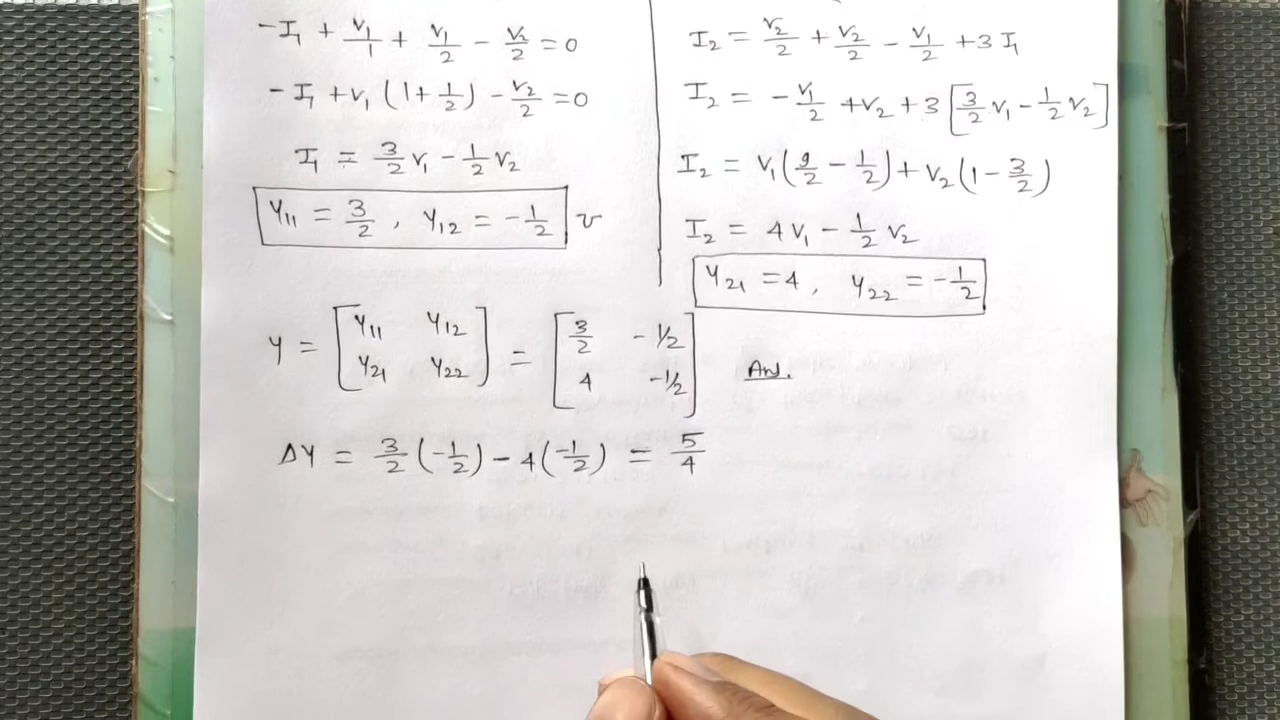 -I₁ + V₁/1 + V₁/2 - V₂/2 = 0
-I₁ + V₁ (1 + 1/2) - V₂/2 = 0
I₁ = 3/2 V₁ - 1/2 V₂
Y₁₁ = 3/2 , Y₁₂ = -1/2 ʋ
I₂ = V₂/2 + V₂/2 - V₁/2 + 3 I₁
I₂ = - V₁/2 + V₂ + 3 [3/2 V₁ - 1/2 V₂]
I₂ = V₁ (9/2 - 1/2) + V₂ (1 - 3/2)
I₂ = 4 V₁ - 1/2 V₂
Y₂₁ = 4 , Y₂₂ = -1/2
Y = [Y₁₁ Y₁₂ ; Y₂₁ Y₂₂] = [3/2 -1/2 ; 4 -1/2] Ans.
ΔY = 3/2 (-1/2) - 4 (-1/2) = 5/4